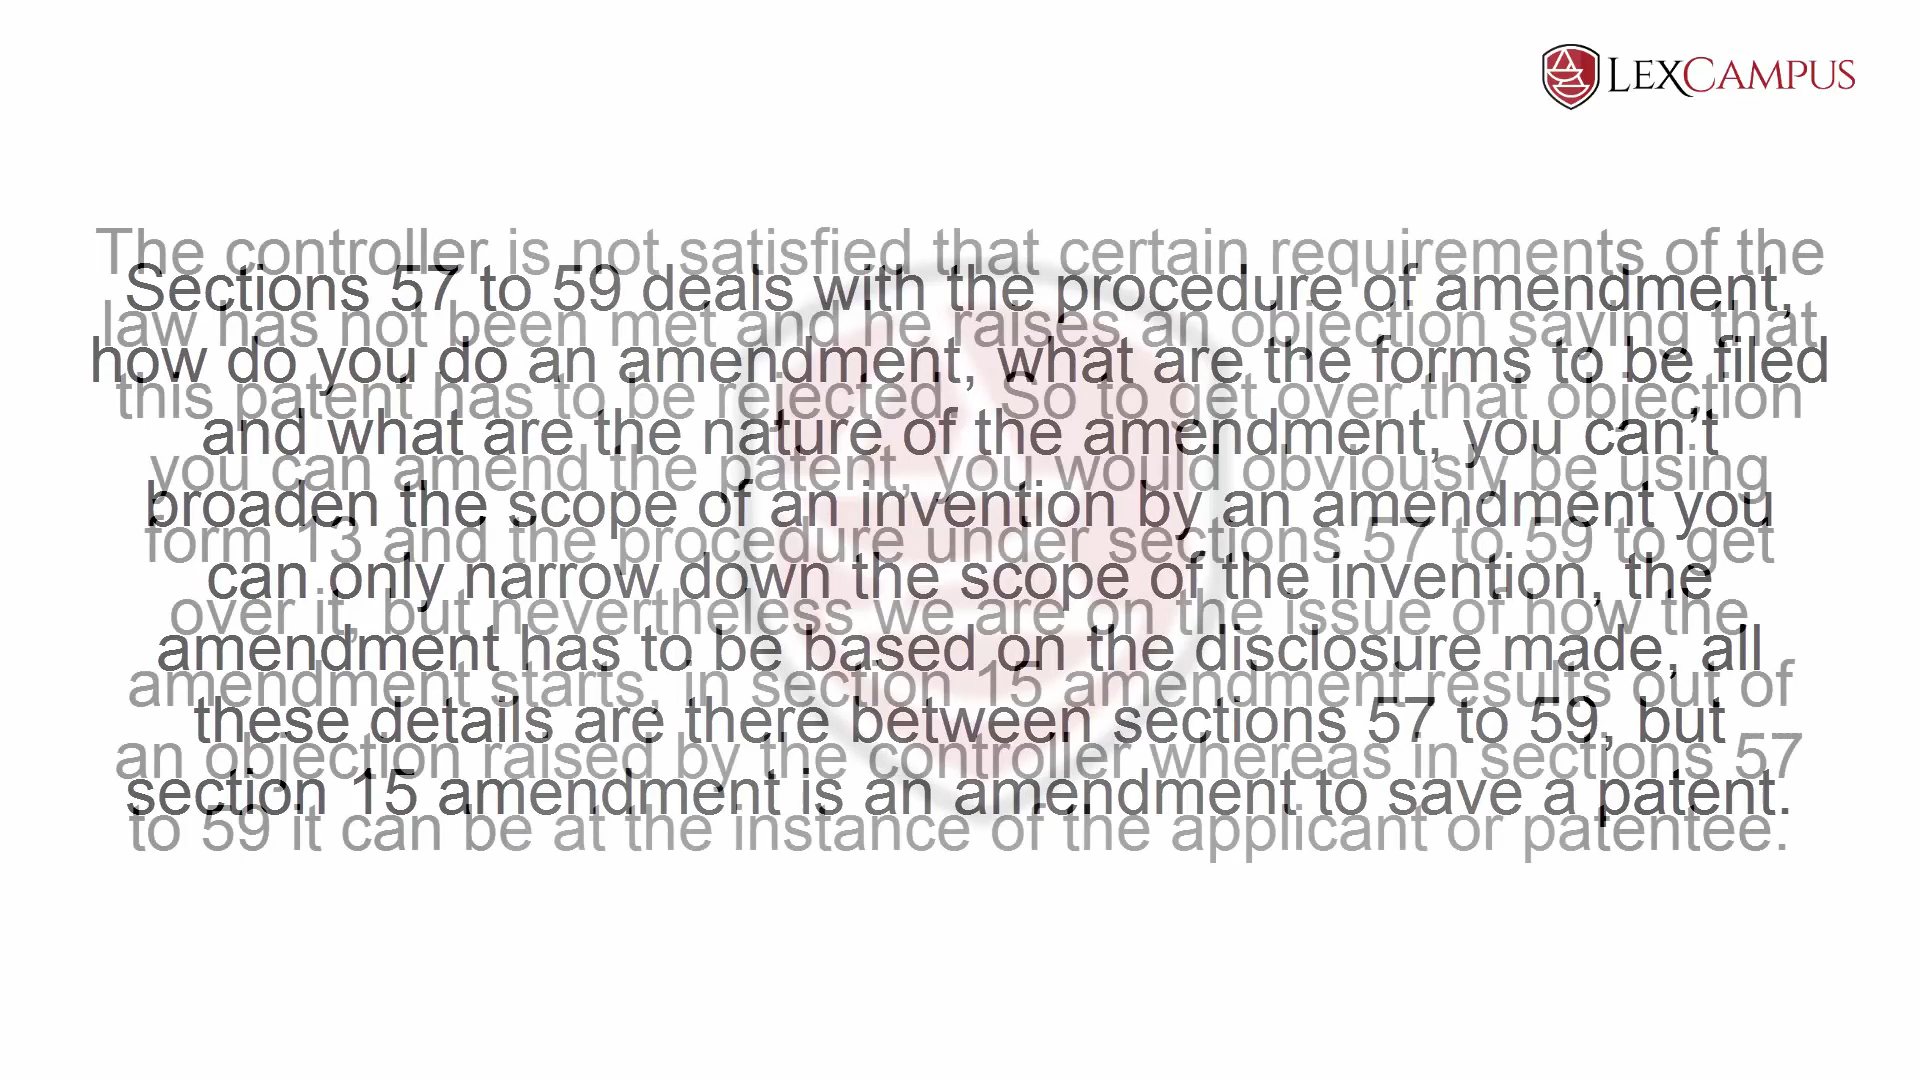 LEXCAMPUS
The controller is not satisfied that certain requirements of the
law has not been met and he raises an objection saying that
this patent has to be rejected. So to get over that objection
you can amend the patent, you would obviously be using
form 13 and the procedure under sections 57 to 59 to get
over it, but nevertheless we are on the issue of how the
amendment starts, in section 15 amendment results out of
an objection raised by the controller whereas in sections 57
to 59 it can be at the instance of the applicant or patentee.
Sections 57 to 59 deals with the procedure of amendment,
how do you do an amendment, what are the forms to be filed
and what are the nature of the amendment, you can't
broaden the scope of an invention by an amendment you
can only narrow down the scope of the invention, the
amendment has to be based on the disclosure made, all
these details are there between sections 57 to 59, but
section 15 amendment is an amendment to save a patent.